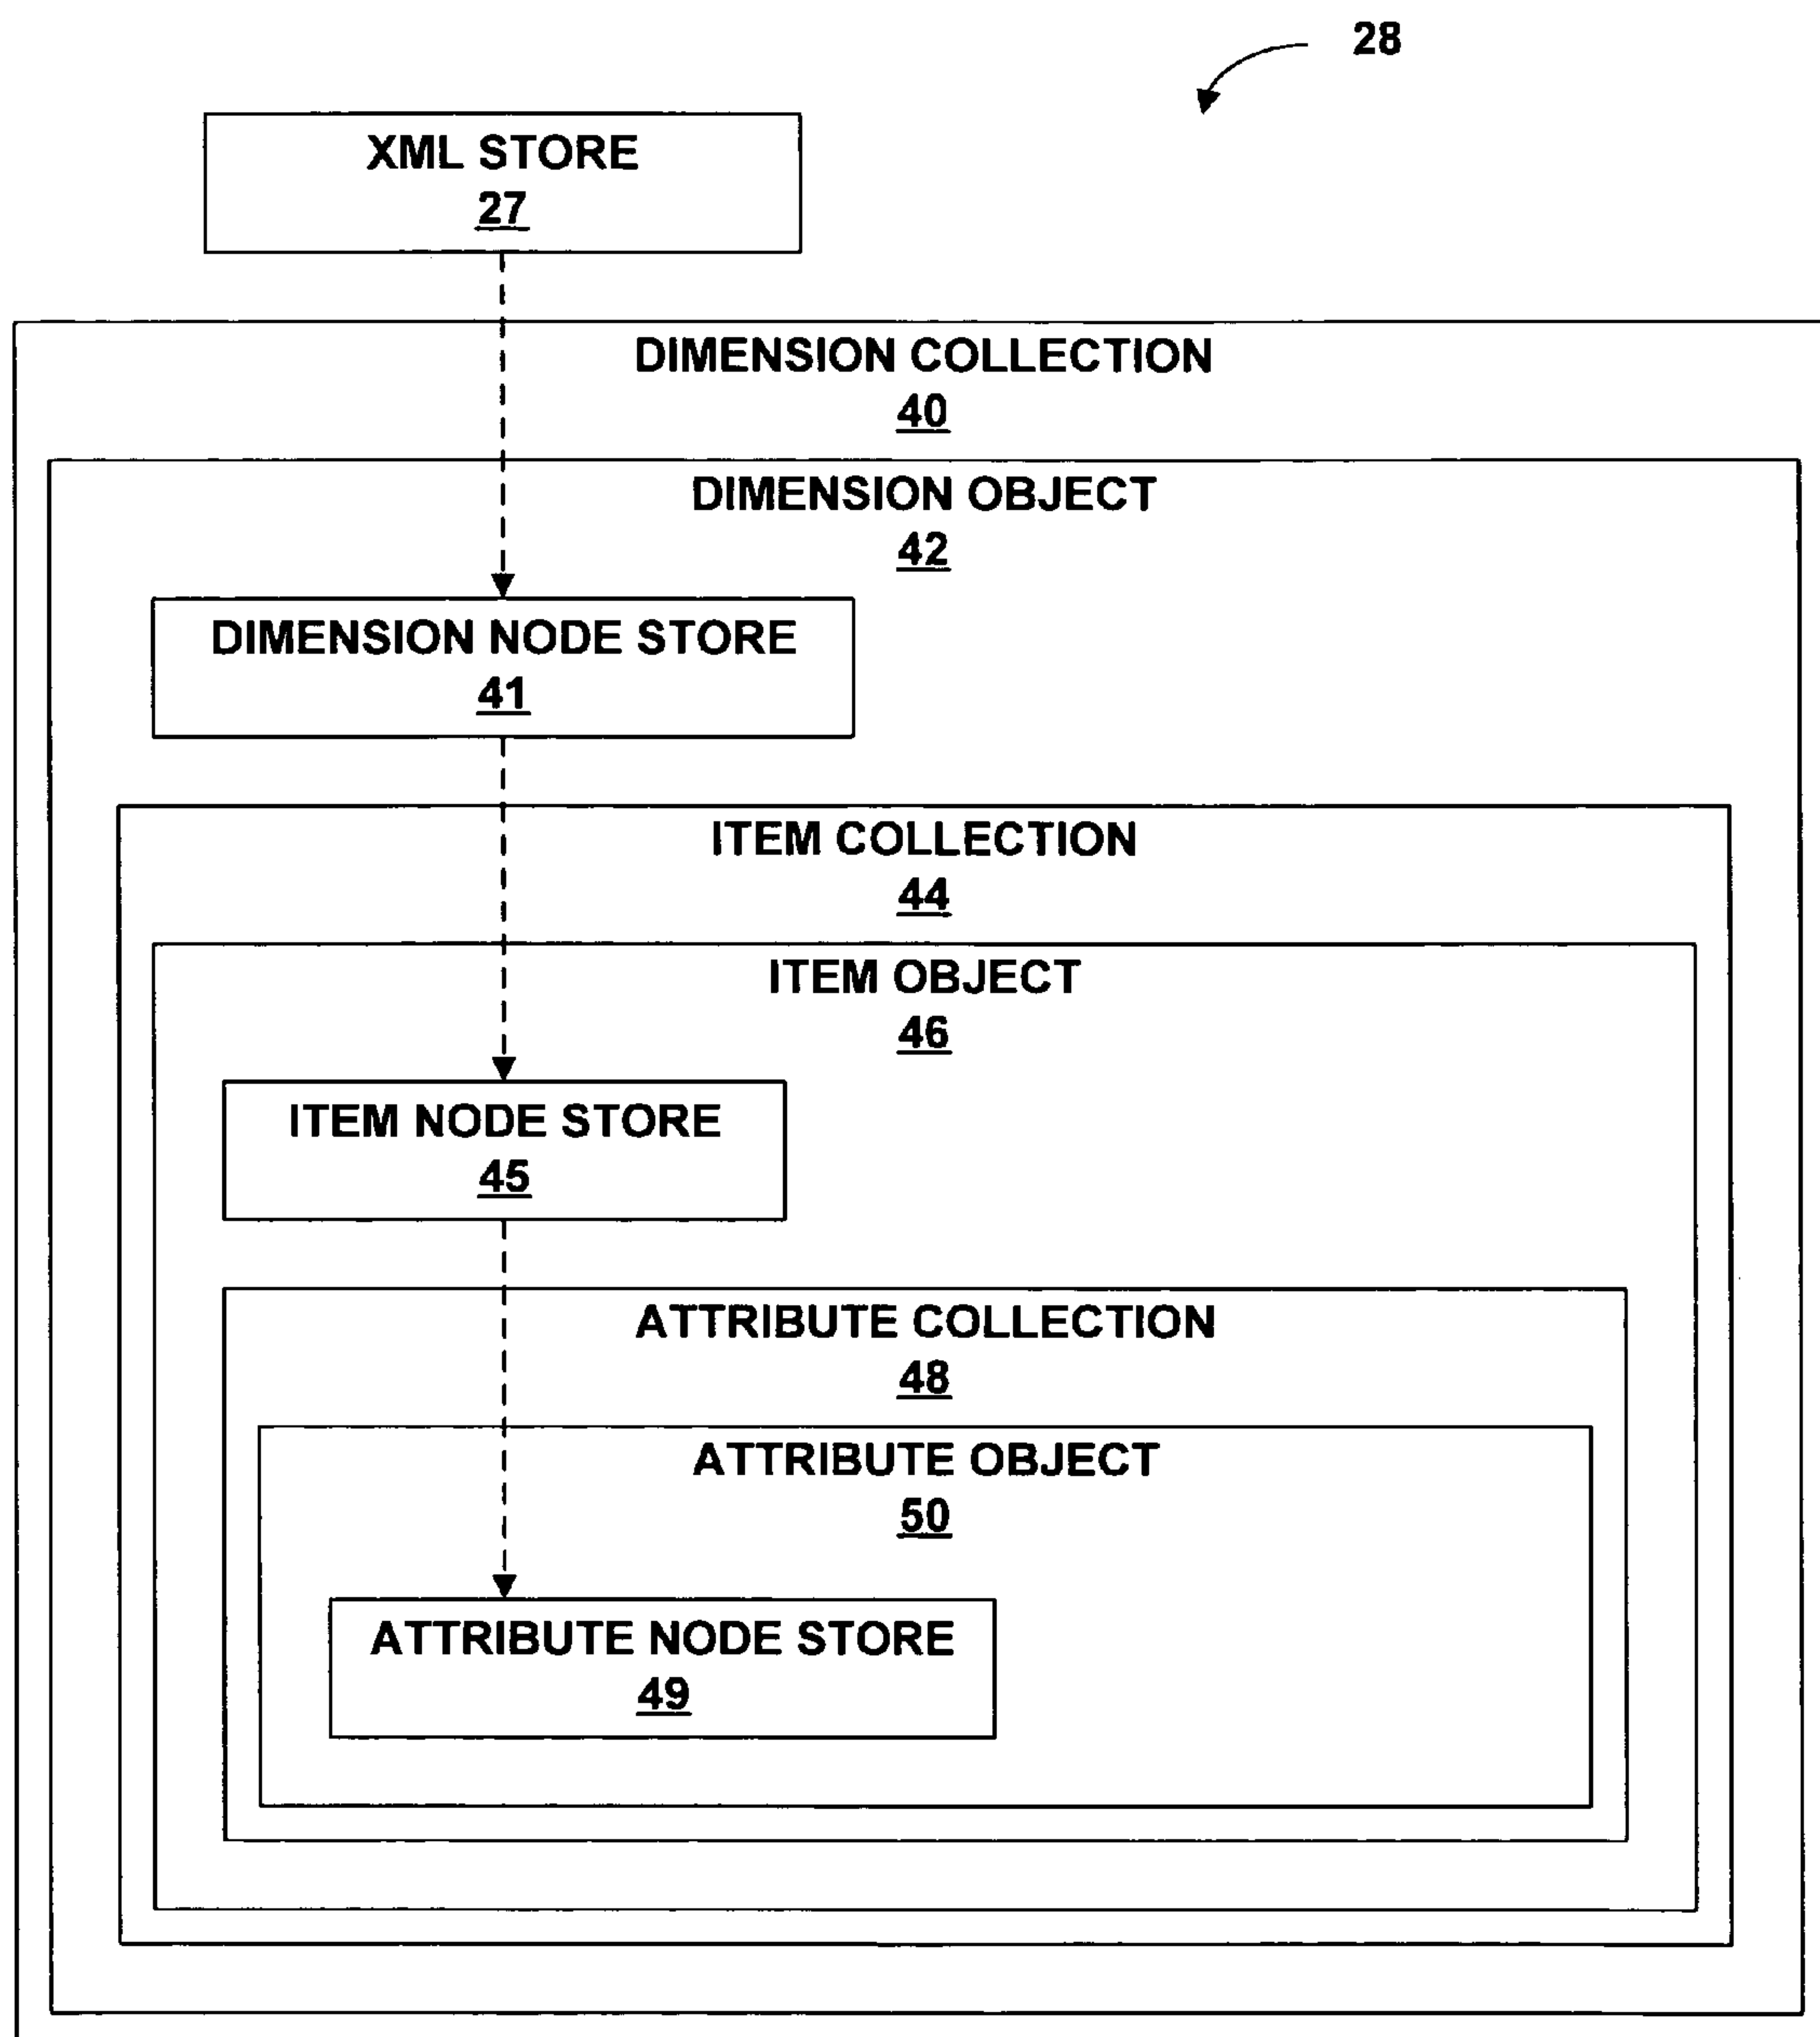 28
XML STORE
27
DIMENSION COLLECTION
40
DIMENSION OBJECT
42
DIMENSION NODE STORE
41
ITEM COLLECTION
44
ITEM OBJECT
46
ITEM NODE STORE
45
ATTRIBUTE COLLECTION
48
ATTRIBUTE OBJECT
50
ATTRIBUTE NODE STORE
49